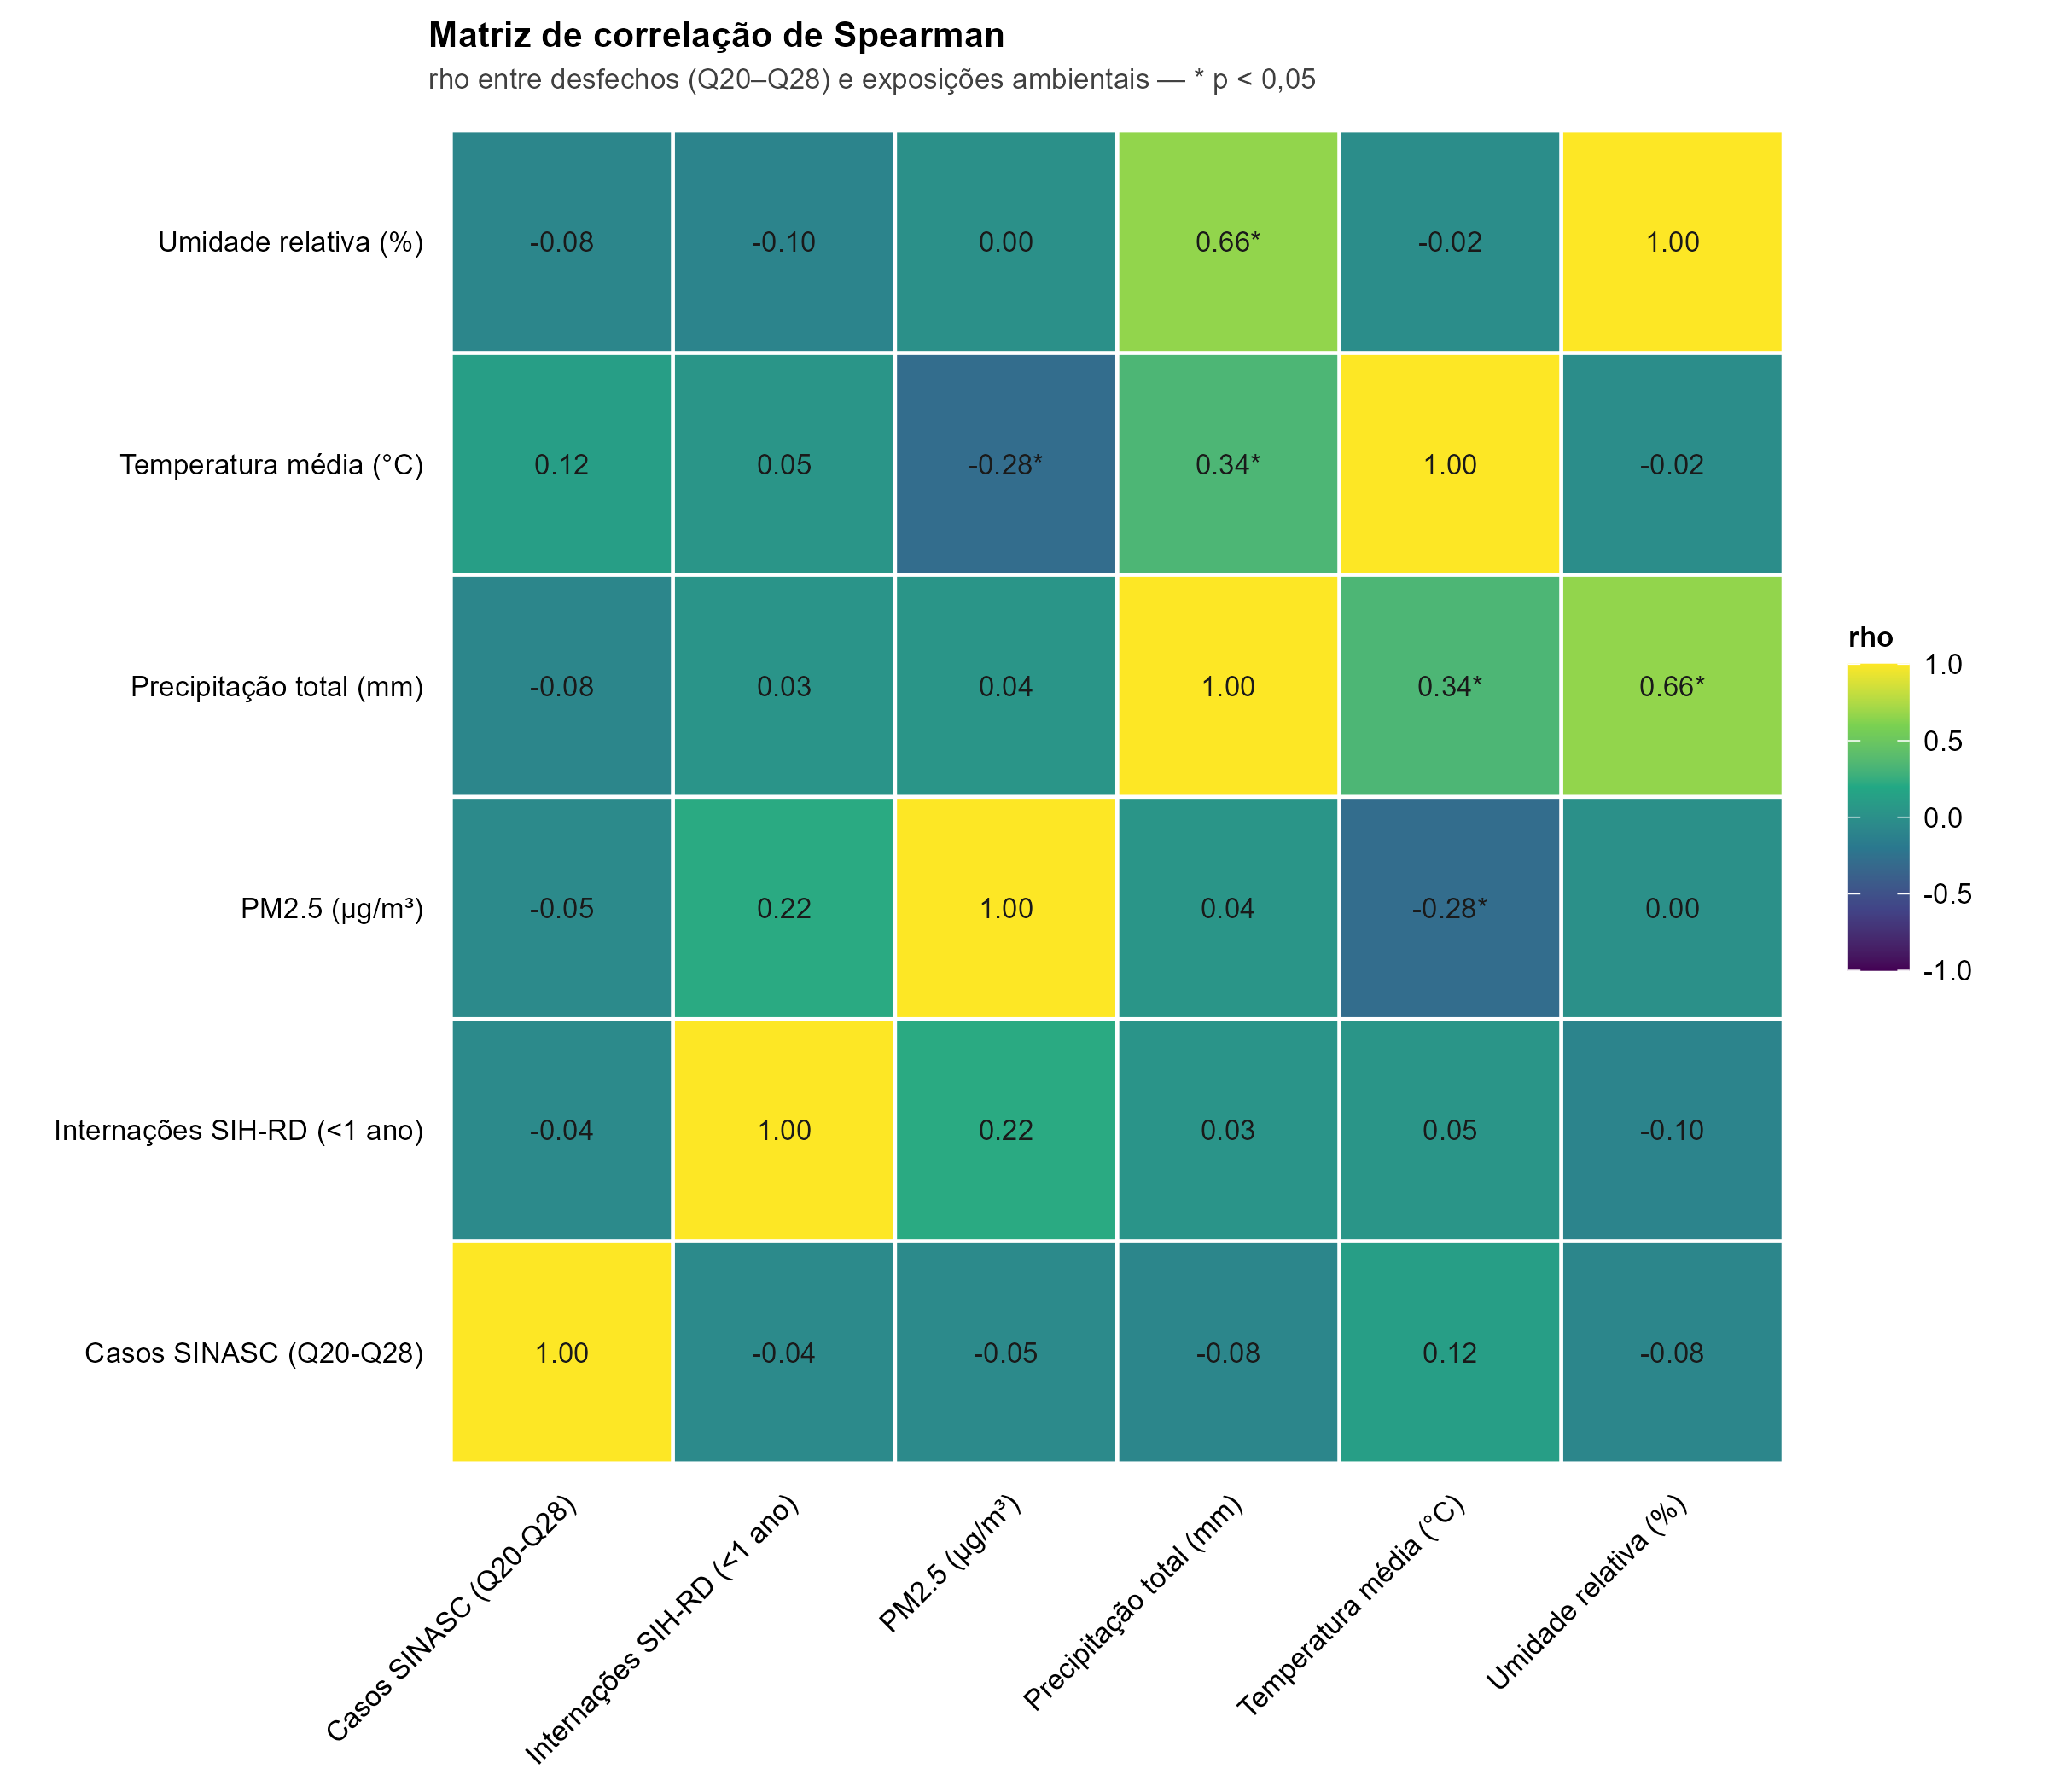 Matriz de correlação de Spearman
rho entre desfechos (Q20–Q28) e exposições ambientais — * p < 0,05
Umidade relativa (%) -0.08 -0.10 0.00 0.66* -0.02 1.00
Temperatura média (°C) 0.12 0.05 -0.28* 0.34* 1.00 -0.02
Precipitação total (mm) -0.08 0.03 0.04 1.00 0.34* 0.66*
PM2.5 (µg/m³) -0.05 0.22 1.00 0.04 -0.28* 0.00
Internações SIH-RD (<1 ano) -0.04 1.00 0.22 0.03 0.05 -0.10
Casos SINASC (Q20-Q28) 1.00 -0.04 -0.05 -0.08 0.12 -0.08
Casos SINASC (Q20-Q28)
Internações SIH-RD (<1 ano)
PM2.5 (µg/m³)
Precipitação total (mm)
Temperatura média (°C)
Umidade relativa (%)
rho
1.0
0.5
0.0
-0.5
-1.0